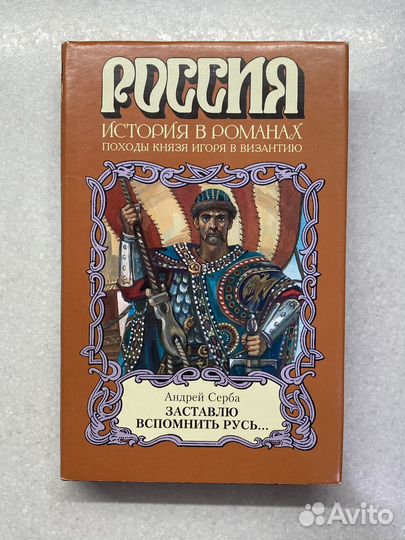 РОССИЯ
ИСТОРИЯ В РОМАНАХ
ПОХОДЫ КНЯЗЯ ИГОРЯ В ВИЗАНТИЮ
Андрей Серба
ЗАСТАВЛЮ
ВСПОМНИТЬ РУСЬ...
Avito